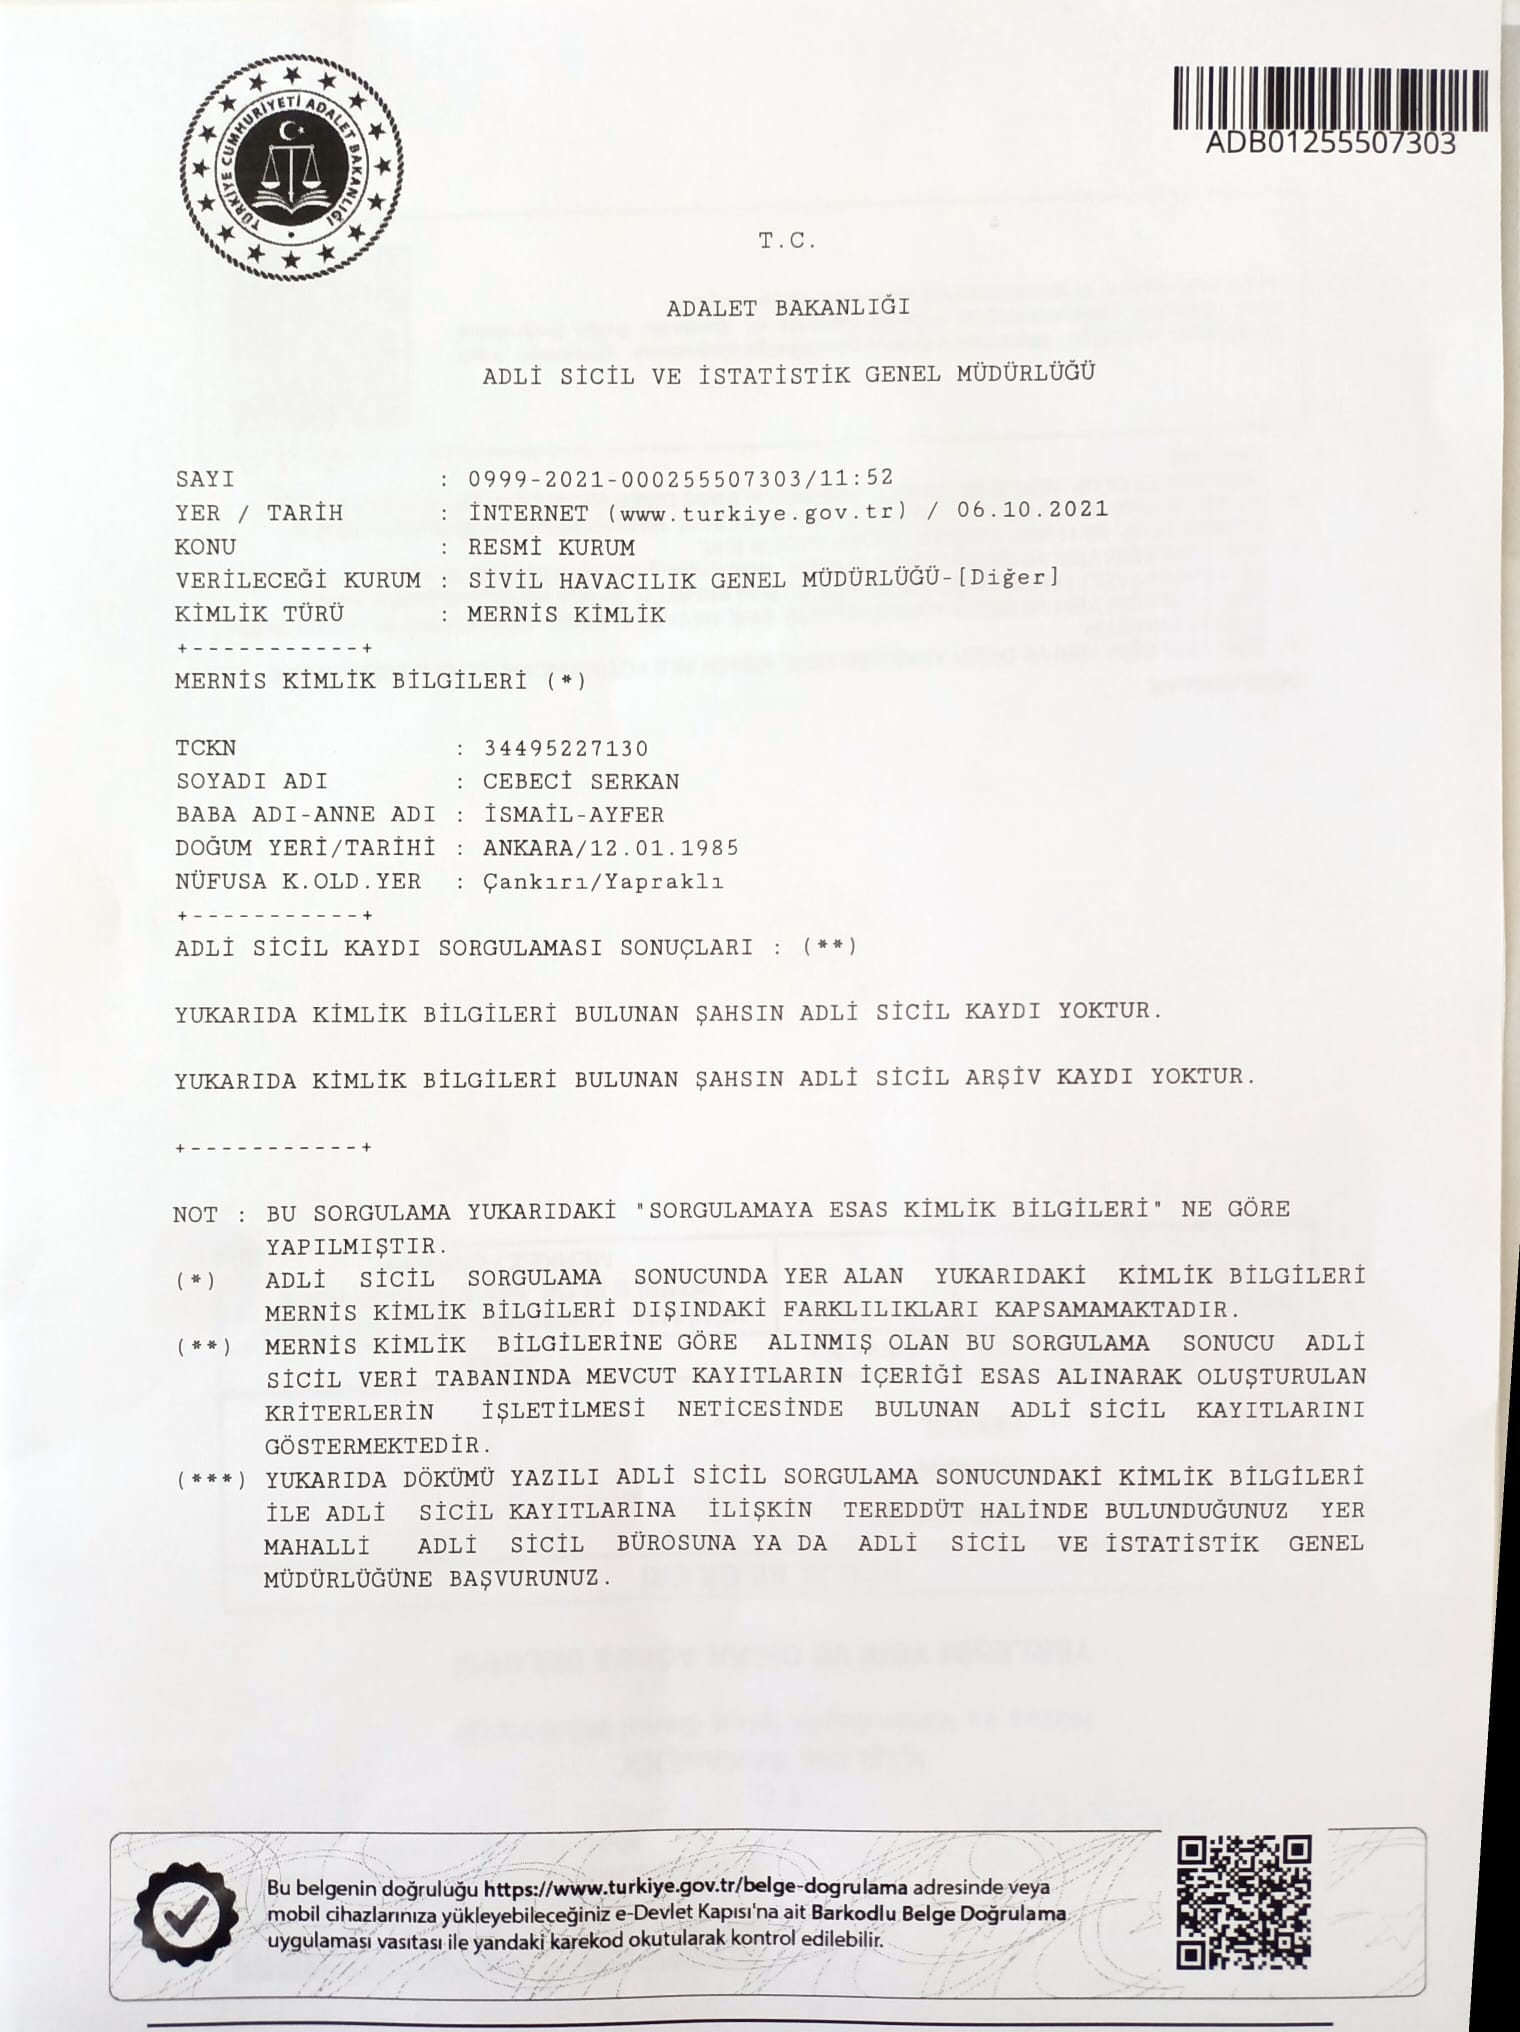 TÜRKİYE CUMHURİYETİ ADALET BAKANLIĞI
ADB01255507303
T.C.
ADALET BAKANLIĞI
ADLİ SİCİL VE İSTATİSTİK GENEL MÜDÜRLÜĞÜ
SAYI : 0999-2021-000255507303/11:52
YER / TARİH : İNTERNET (www.turkiye.gov.tr) / 06.10.2021
KONU : RESMİ KURUM
VERİLECEĞİ KURUM : SİVİL HAVACILIK GENEL MÜDÜRLÜĞÜ-[Diğer]
KİMLİK TÜRÜ : MERNİS KİMLİK
+-----------+
MERNİS KİMLİK BİLGİLERİ (*)
TCKN : 34495227130
SOYADI ADI : CEBECİ SERKAN
BABA ADI-ANNE ADI : İSMAİL-AYFER
DOĞUM YERİ/TARİHİ : ANKARA/12.01.1985
NÜFUSA K.OLD.YER : Çankırı/Yapraklı
+-----------+
ADLİ SİCİL KAYDI SORGULAMASI SONUÇLARI : (**)
YUKARIDA KİMLİK BİLGİLERİ BULUNAN ŞAHSIN ADLİ SİCİL KAYDI YOKTUR.
YUKARIDA KİMLİK BİLGİLERİ BULUNAN ŞAHSIN ADLİ SİCİL ARŞİV KAYDI YOKTUR.
+-----------+
NOT : BU SORGULAMA YUKARIDAKİ "SORGULAMAYA ESAS KİMLİK BİLGİLERİ" NE GÖRE
YAPILMIŞTIR.
(*) ADLİ SİCİL SORGULAMA SONUCUNDA YER ALAN YUKARIDAKİ KİMLİK BİLGİLERİ
MERNİS KİMLİK BİLGİLERİ DIŞINDAKİ FARKLILIKLARI KAPSAMAMAKTADIR.
(**) MERNİS KİMLİK BİLGİLERİNE GÖRE ALINMIŞ OLAN BU SORGULAMA SONUCU ADLİ
SİCİL VERİ TABANINDA MEVCUT KAYITLARIN İÇERİĞİ ESAS ALINARAK OLUŞTURULAN
KRİTERLERİN İŞLETİLMESİ NETİCESİNDE BULUNAN ADLİ SİCİL KAYITLARINI
GÖSTERMEKTEDİR.
(***) YUKARIDA DÖKÜMÜ YAZILI ADLİ SİCİL SORGULAMA SONUCUNDAKİ KİMLİK BİLGİLERİ
İLE ADLİ SİCİL KAYITLARINA İLİŞKİN TEREDDÜT HALİNDE BULUNDUĞUNUZ YER
MAHALLİ ADLİ SİCİL BÜROSUNA YA DA ADLİ SİCİL VE İSTATİSTİK GENEL
MÜDÜRLÜĞÜNE BAŞVURUNUZ.
Bu belgenin doğruluğu https://www.turkiye.gov.tr/belge-dogrulama adresinde veya
mobil cihazlarınıza yükleyebileceğiniz e-Devlet Kapısı'na ait Barkodlu Belge Doğrulama
uygulaması vasıtası ile yandaki karekod okutularak kontrol edilebilir.